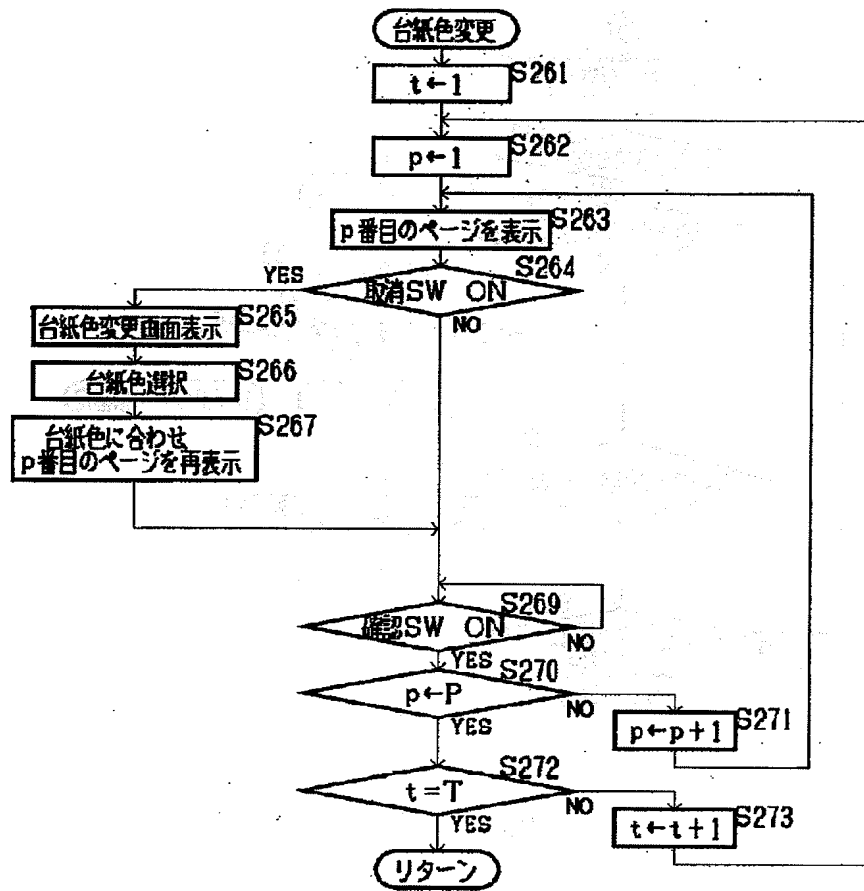 台紙色変更
S261
t←1
S262
p←1
S263
p番目のページを表示
S264
YES
取消SW ON
NO
S265
台紙色変更画面表示
S266
台紙色選択
S267
台紙色に合わせ
p番目のページを再表示
S269
確認SW ON
NO
YES
S270
p←P
NO
YES
S271
p←p+1
S272
t=T
NO
YES
S273
t←t+1
リターン